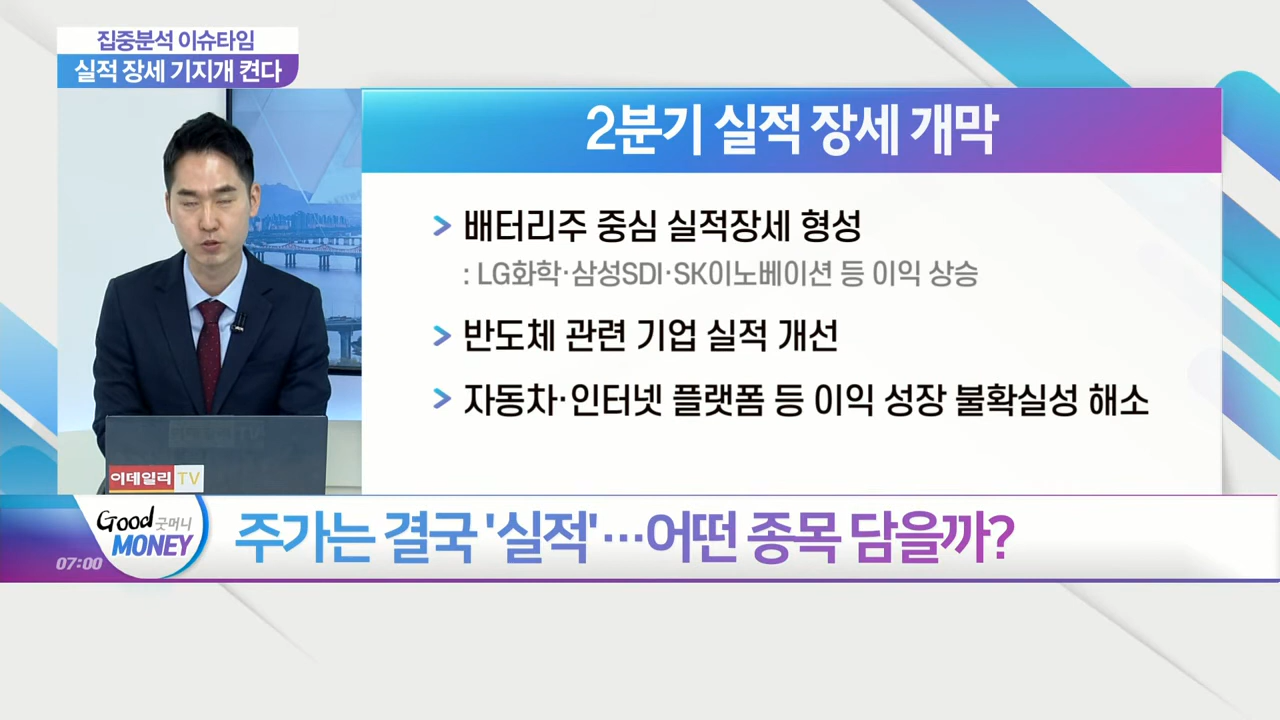 집중분석 이슈타임
실적 장세 기지개 켠다
2분기 실적 장세 개막
> 배터리주 중심 실적장세 형성
: LG화학·삼성SDI·SK이노베이션 등 이익 상승
> 반도체 관련 기업 실적 개선
> 자동차·인터넷 플랫폼 등 이익 성장 불확실성 해소
이데일리 TV
Good 굿머니
MONEY
07:00
주가는 결국 '실적'…어떤 종목 담을까?